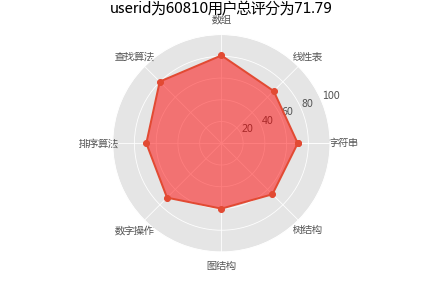 userid为60810用户总评分为71.79
数组
查找算法
线性表
100
80
60
40
20
排序算法
字符串
数字操作
树结构
图结构